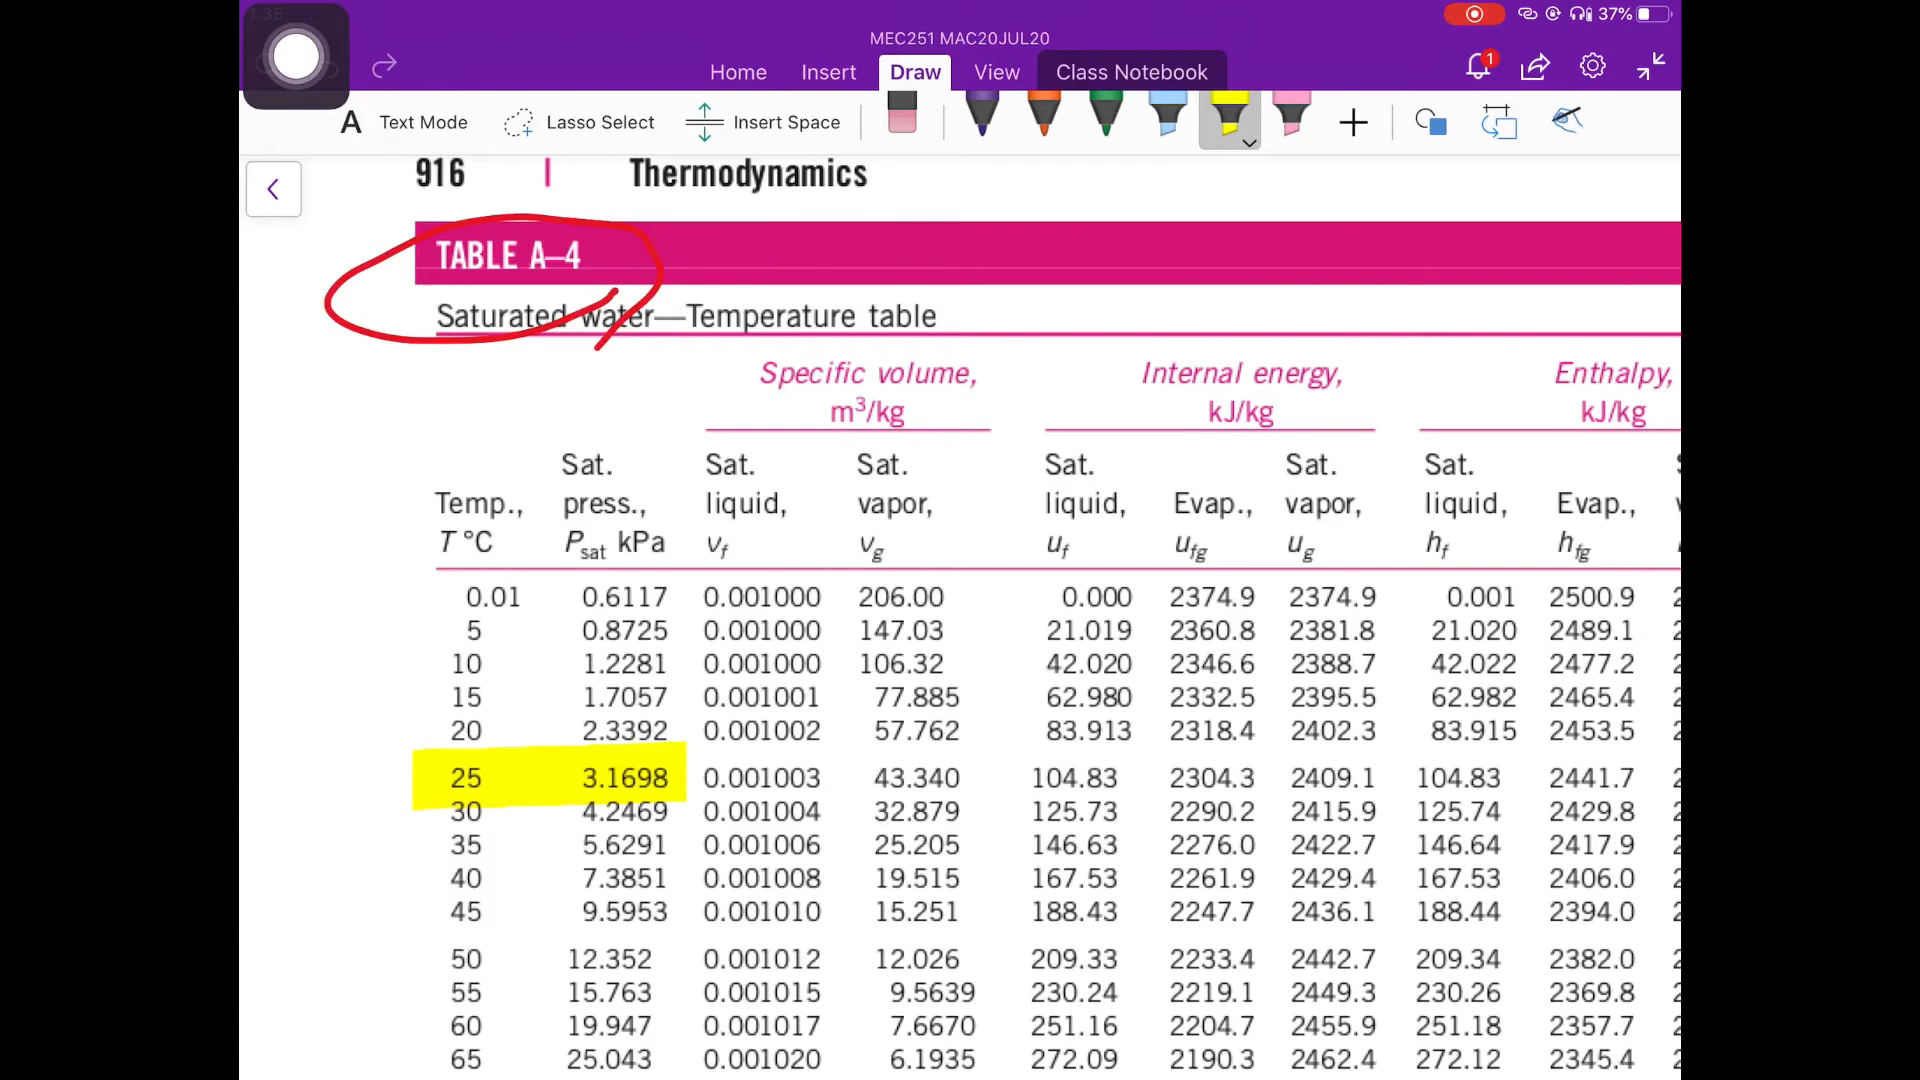 1:35
37%
MEC251 MAC20JUL20
1
Home Insert Draw View Class Notebook
A Text Mode Lasso Select Insert Space
916 Thermodynamics
TABLE A–4
Saturated water—Temperature table
Specific volume, Internal energy, Enthalpy,
m³/kg kJ/kg kJ/kg
Sat. Sat. Sat. Sat. Sat. Sat.
Temp., press., liquid, vapor, liquid, Evap., vapor, liquid, Evap.,
T °C Psat kPa vf vg uf ufg ug hf hfg
0.01 0.6117 0.001000 206.00 0.000 2374.9 2374.9 0.001 2500.9
5 0.8725 0.001000 147.03 21.019 2360.8 2381.8 21.020 2489.1
10 1.2281 0.001000 106.32 42.020 2346.6 2388.7 42.022 2477.2
15 1.7057 0.001001 77.885 62.980 2332.5 2395.5 62.982 2465.4
20 2.3392 0.001002 57.762 83.913 2318.4 2402.3 83.915 2453.5
25 3.1698 0.001003 43.340 104.83 2304.3 2409.1 104.83 2441.7
30 4.2469 0.001004 32.879 125.73 2290.2 2415.9 125.74 2429.8
35 5.6291 0.001006 25.205 146.63 2276.0 2422.7 146.64 2417.9
40 7.3851 0.001008 19.515 167.53 2261.9 2429.4 167.53 2406.0
45 9.5953 0.001010 15.251 188.43 2247.7 2436.1 188.44 2394.0
50 12.352 0.001012 12.026 209.33 2233.4 2442.7 209.34 2382.0
55 15.763 0.001015 9.5639 230.24 2219.1 2449.3 230.26 2369.8
60 19.947 0.001017 7.6670 251.16 2204.7 2455.9 251.18 2357.7
65 25.043 0.001020 6.1935 272.09 2190.3 2462.4 272.12 2345.4